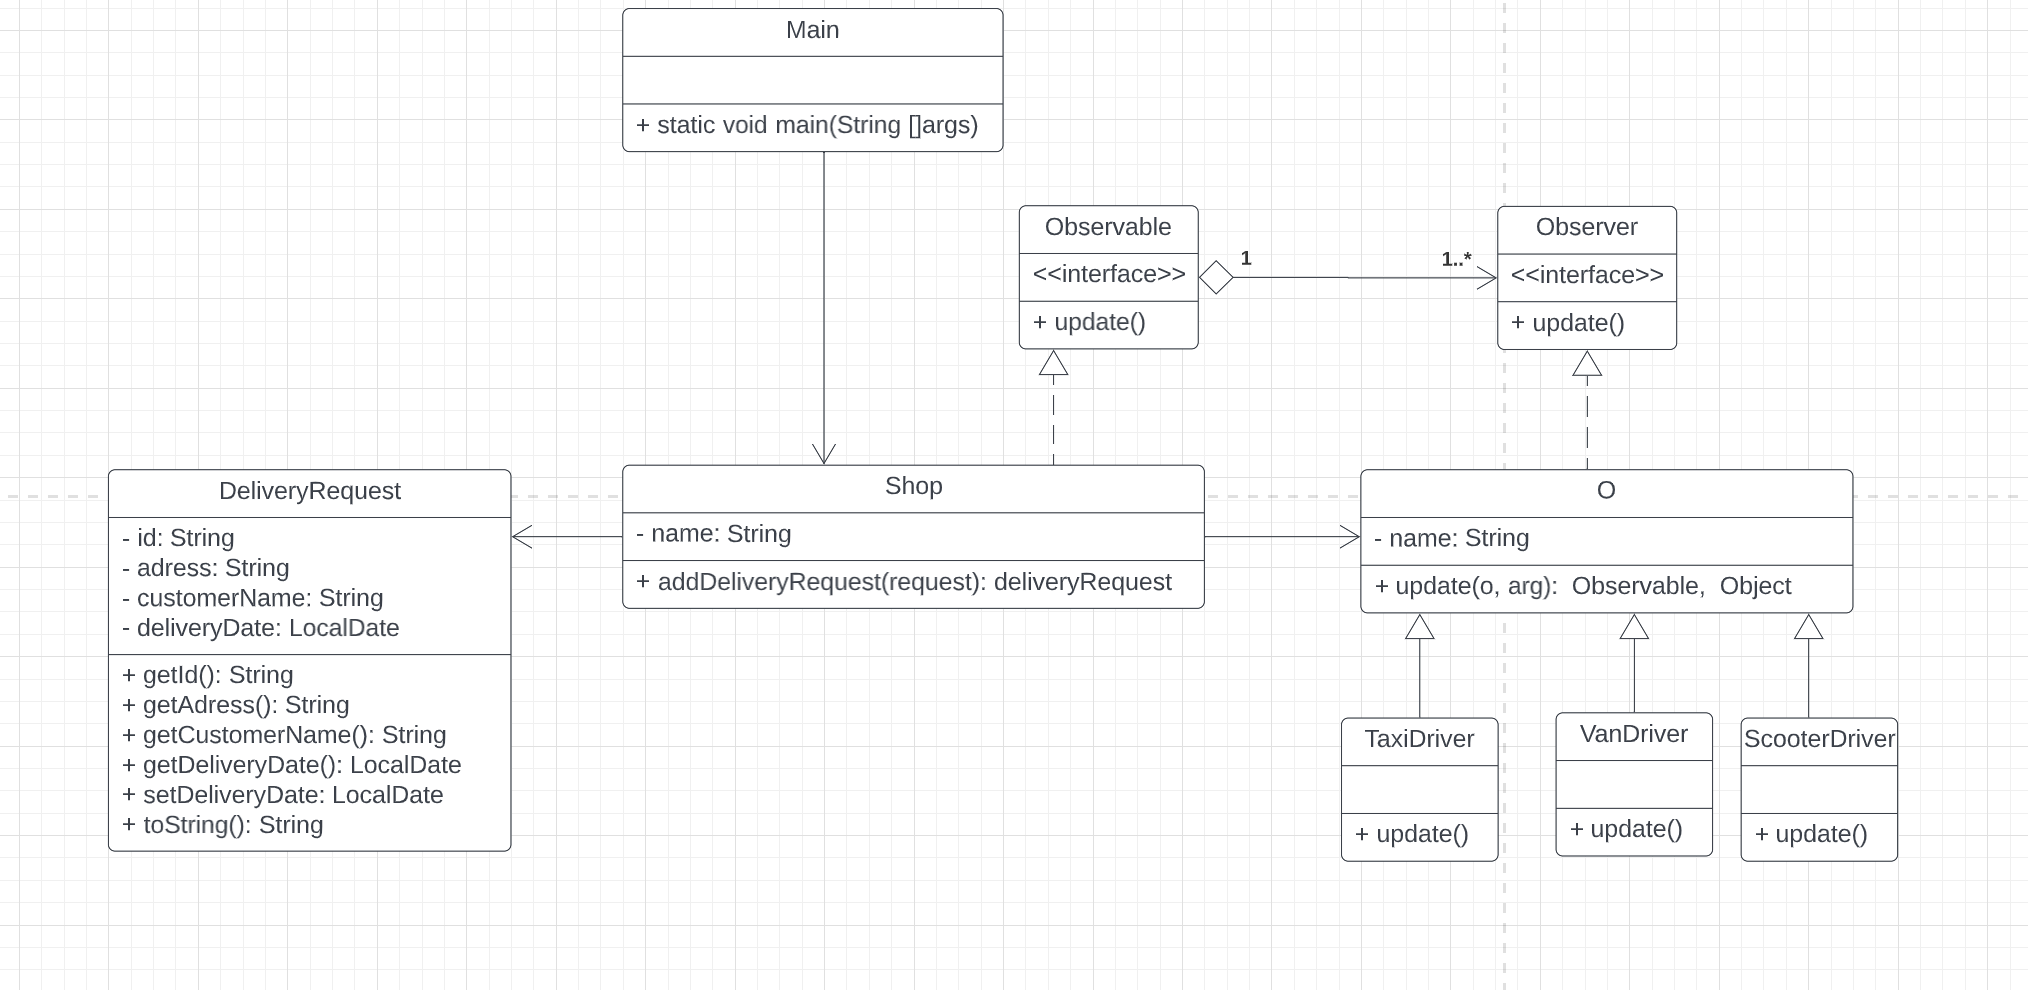 Main
+ static void main(String []args)
Observable
<<interface>>
+ update()
1
1..*
Observer
<<interface>>
+ update()
DeliveryRequest
- id: String
- adress: String
- customerName: String
- deliveryDate: LocalDate
+ getId(): String
+ getAdress(): String
+ getCustomerName(): String
+ getDeliveryDate(): LocalDate
+ setDeliveryDate: LocalDate
+ toString(): String
Shop
- name: String
+ addDeliveryRequest(request): deliveryRequest
O
- name: String
+ update(o, arg): Observable, Object
TaxiDriver
+ update()
VanDriver
+ update()
ScooterDriver
+ update()